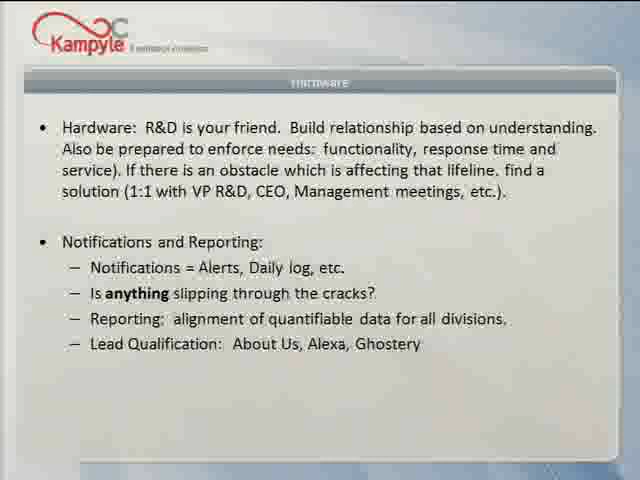 Kampyle
Hardware
• Hardware: R&D is your friend. Build relationship based on understanding.
Also be prepared to enforce needs: functionality, response time and
service). If there is an obstacle which is affecting that lifeline. find a
solution (1:1 with VP R&D, CEO, Management meetings, etc.).
• Notifications and Reporting:
– Notifications = Alerts, Daily log, etc.
– Is anything slipping through the cracks?
– Reporting: alignment of quantifiable data for all divisions.
– Lead Qualification: About Us, Alexa, Ghostery